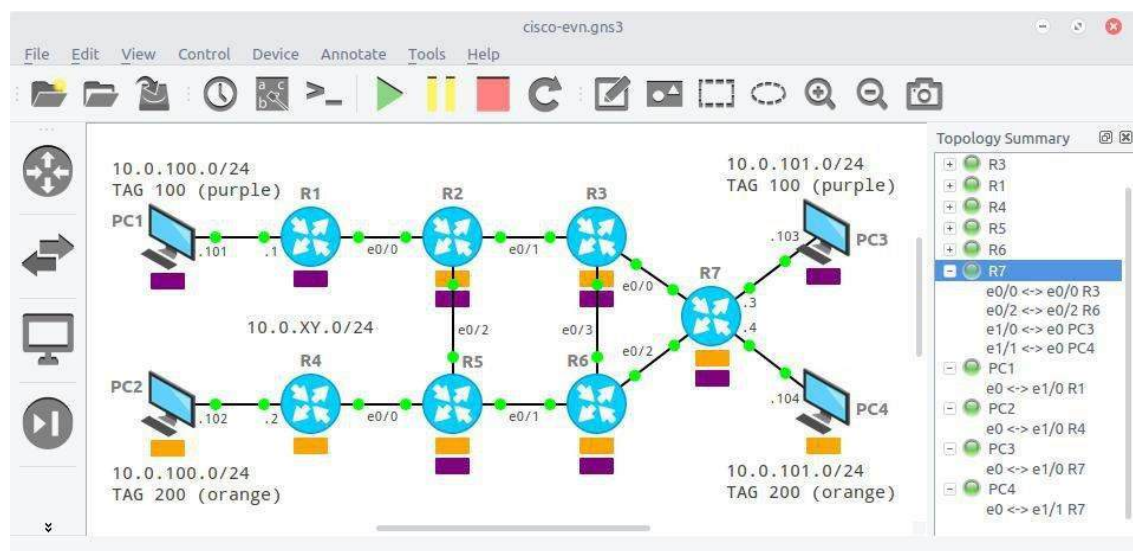 cisco-evn.gns3
File Edit View Control Device Annotate Tools Help
10.0.100.0/24
TAG 100 (purple)
PC1
.101
.1
R1
e0/0
R2
e0/1
R3
e0/0
10.0.101.0/24
TAG 100 (purple)
.103
PC3
R7
.3
.4
10.0.XY.0/24
e0/2
e0/3
e0/2
PC2
.102
.2
R4
e0/0
R5
e0/1
R6
.104
PC4
10.0.100.0/24
TAG 200 (orange)
10.0.101.0/24
TAG 200 (orange)
Topology Summary
R3
R1
R4
R5
R6
R7
e0/0 <-> e0/0 R3
e0/2 <-> e0/2 R6
e1/0 <-> e0 PC3
e1/1 <-> e0 PC4
PC1
e0 <-> e1/0 R1
PC2
e0 <-> e1/0 R4
PC3
e0 <-> e1/0 R7
PC4
e0 <-> e1/1 R7